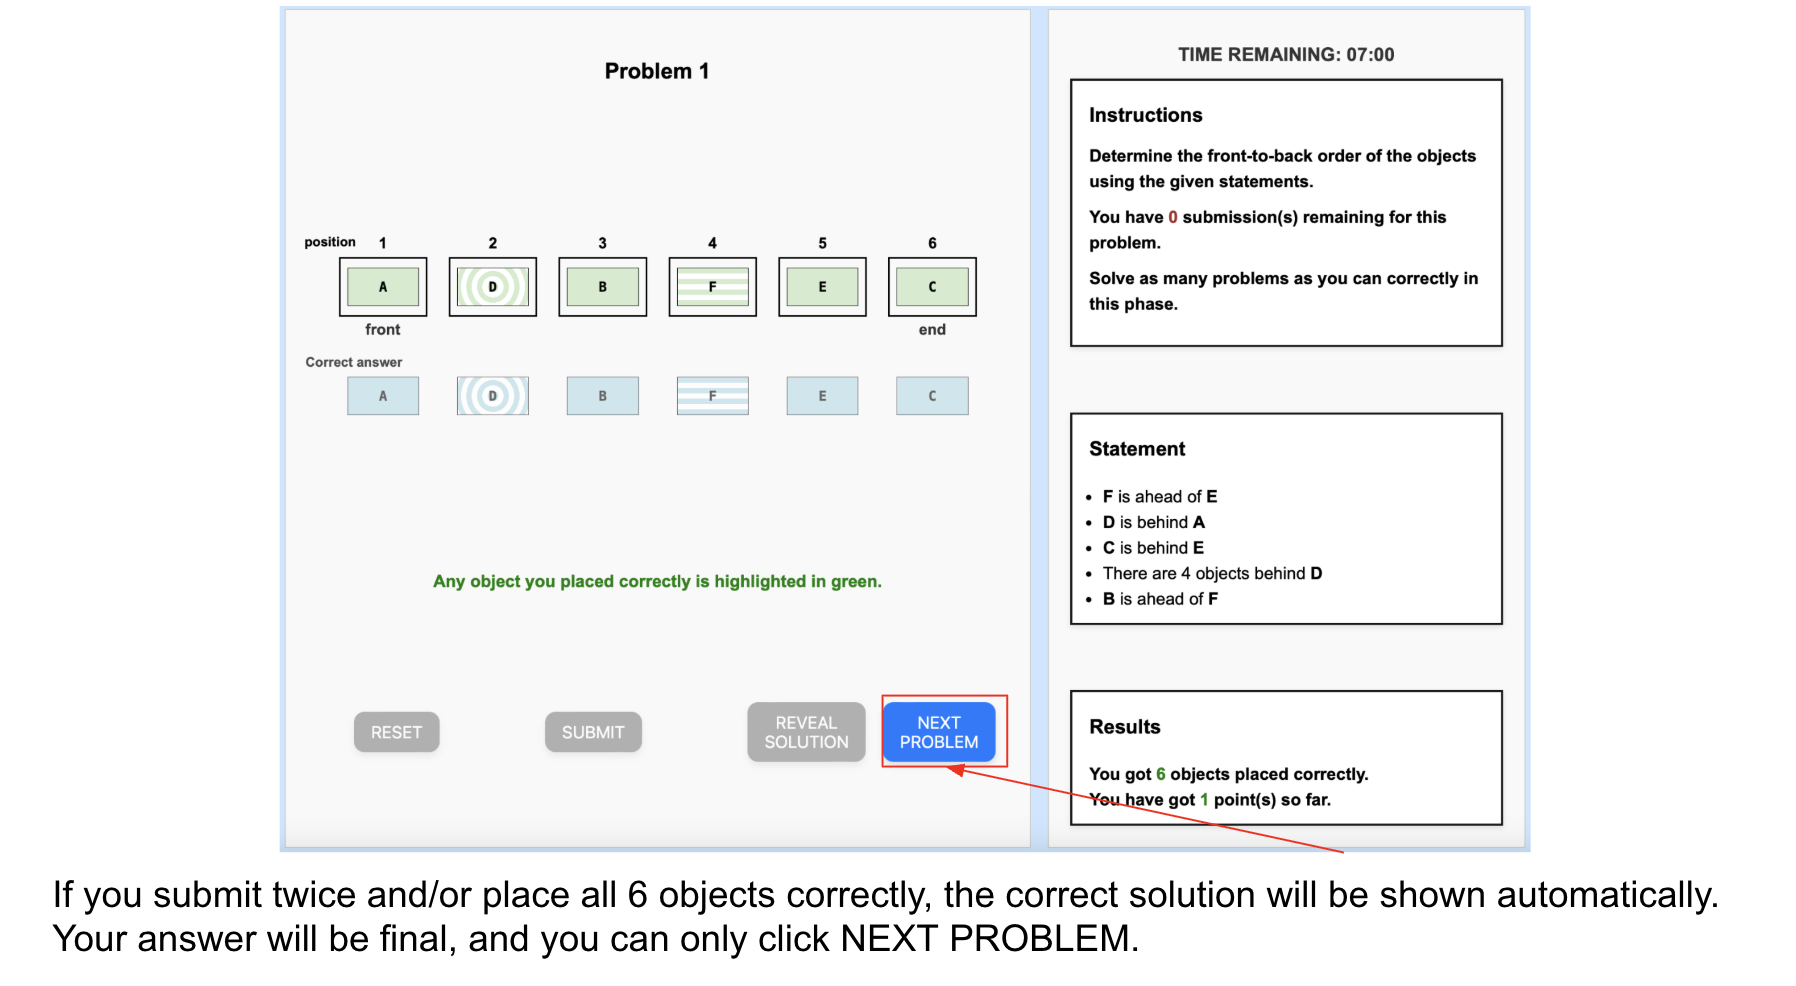 Problem 1
position 1 2 3 4 5 6
A D B F E C
front end
Correct answer
A D B F E C
Any object you placed correctly is highlighted in green.
RESET
SUBMIT
REVEAL
SOLUTION
NEXT
PROBLEM
TIME REMAINING: 07:00
Instructions
Determine the front-to-back order of the objects
using the given statements.
You have 0 submission(s) remaining for this
problem.
Solve as many problems as you can correctly in
this phase.
Statement
• F is ahead of E
• D is behind A
• C is behind E
• There are 4 objects behind D
• B is ahead of F
Results
You got 6 objects placed correctly.
You have got 1 point(s) so far.
If you submit twice and/or place all 6 objects correctly, the correct solution will be shown automatically.
Your answer will be final, and you can only click NEXT PROBLEM.